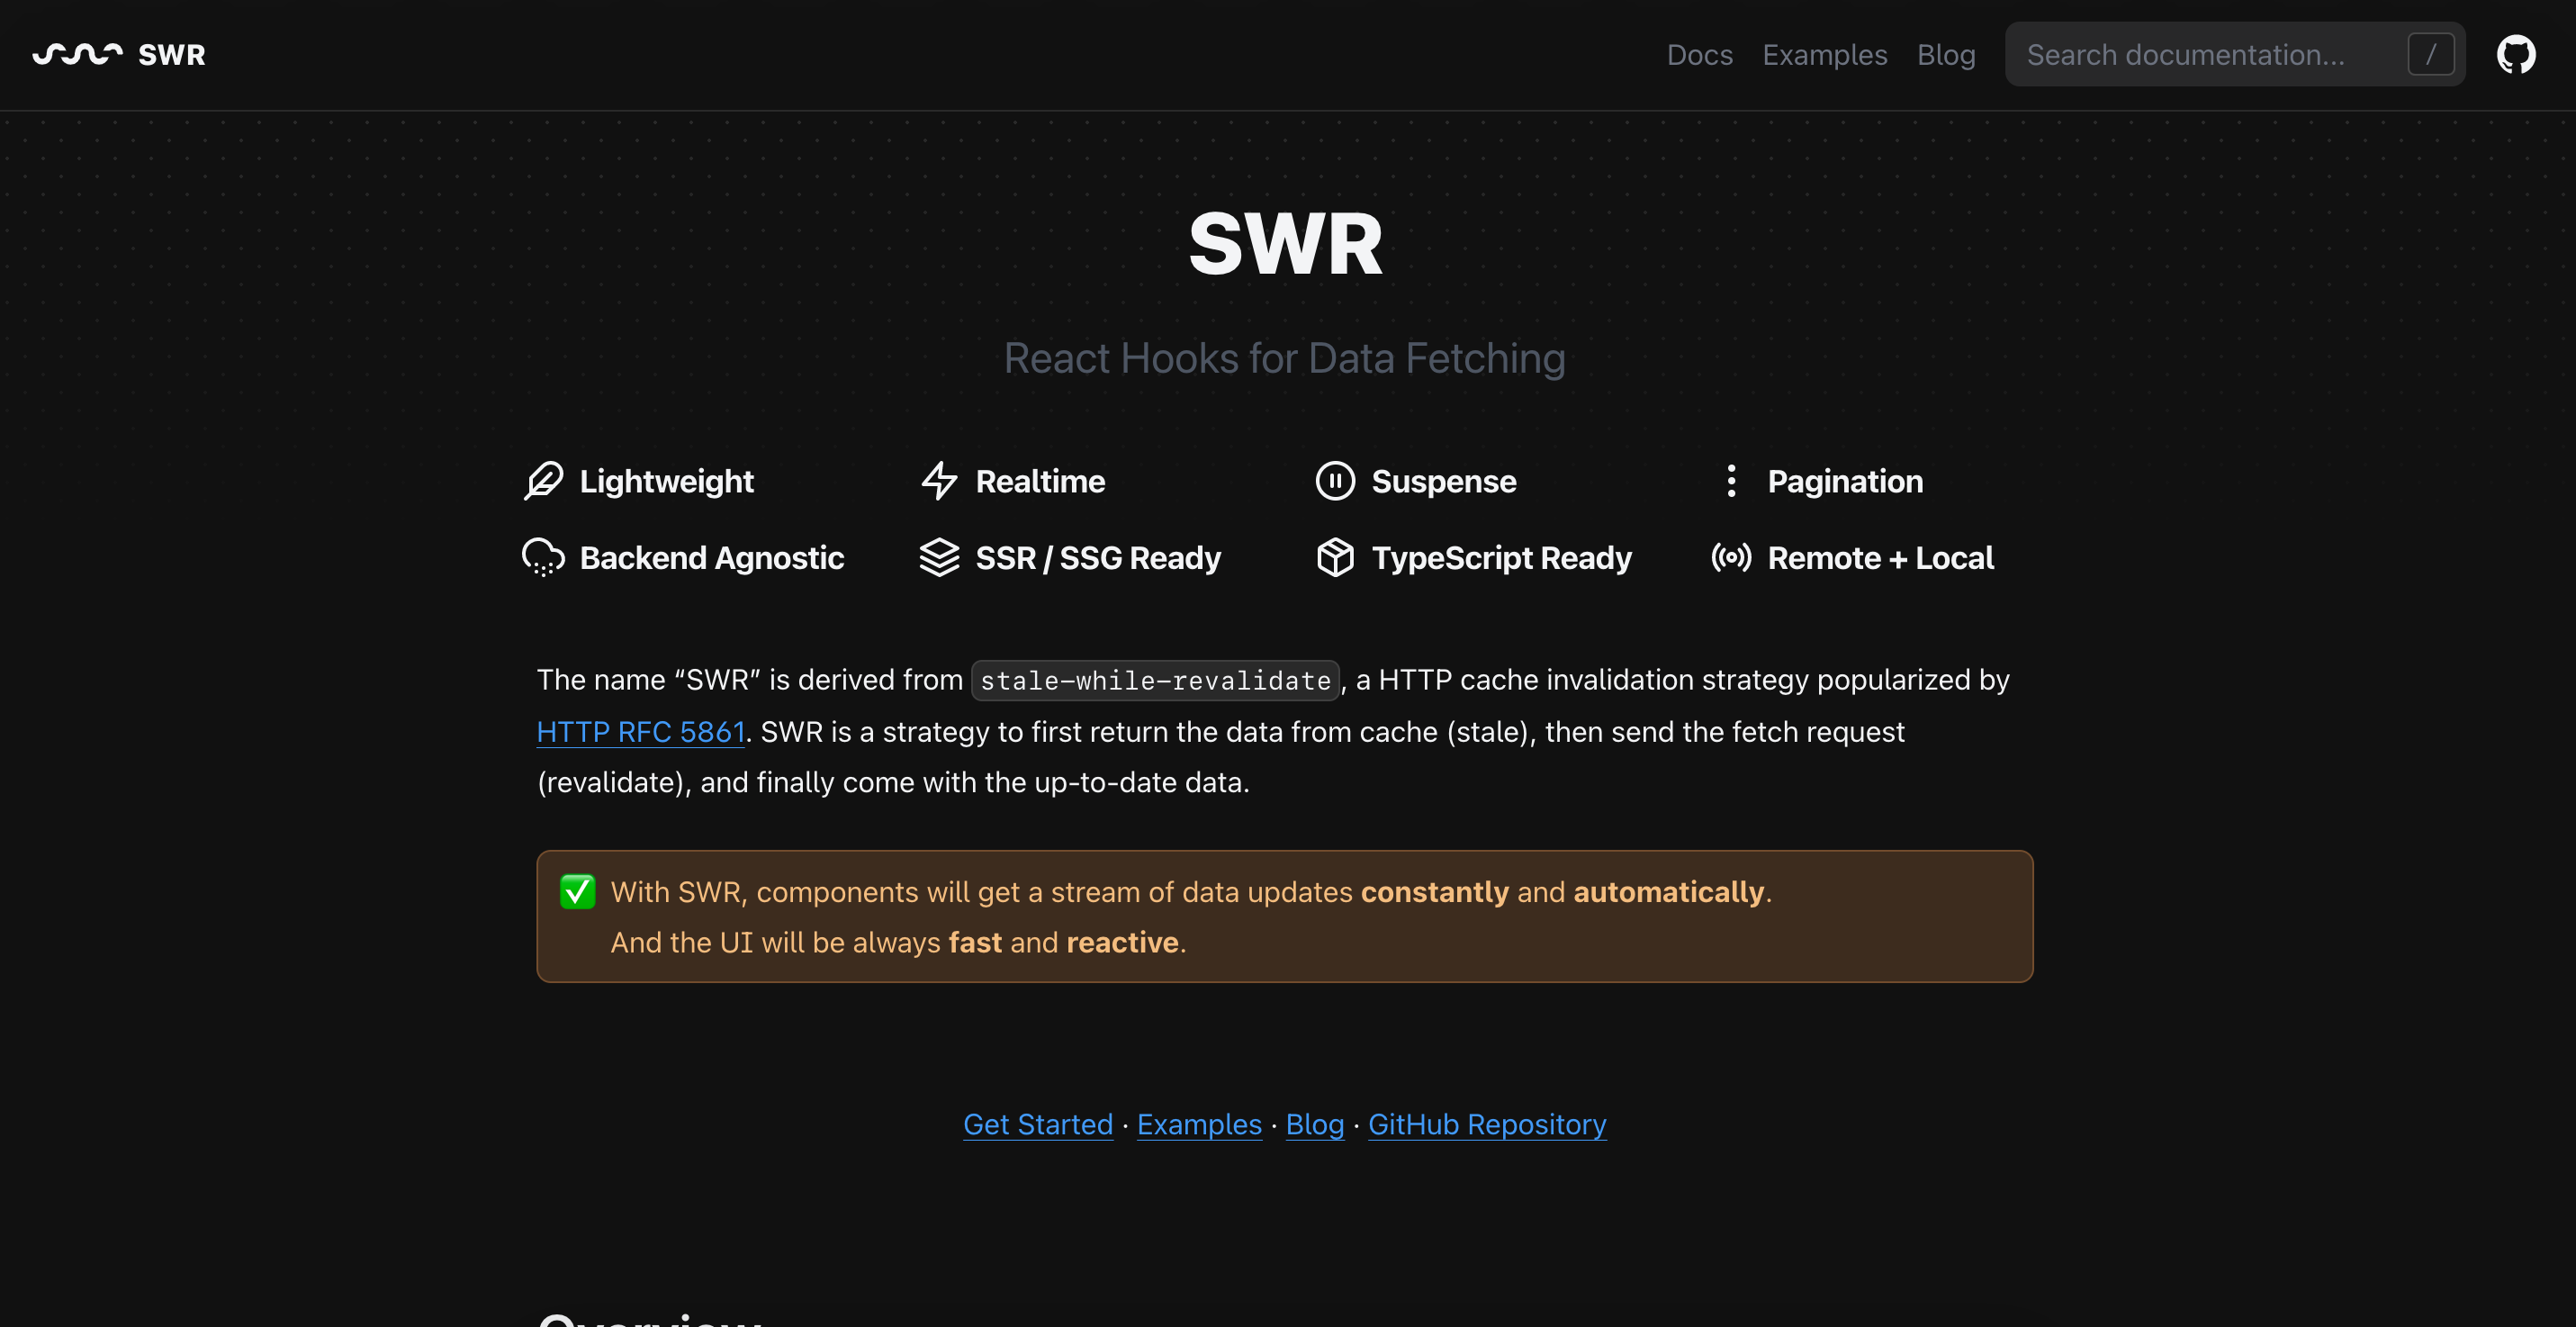 SWR
Docs Examples Blog Search documentation... /
SWR
React Hooks for Data Fetching
Lightweight Realtime Suspense Pagination
Backend Agnostic SSR / SSG Ready TypeScript Ready Remote + Local
The name “SWR” is derived from stale-while-revalidate, a HTTP cache invalidation strategy popularized by
HTTP RFC 5861. SWR is a strategy to first return the data from cache (stale), then send the fetch request
(revalidate), and finally come with the up-to-date data.
With SWR, components will get a stream of data updates constantly and automatically.
And the UI will be always fast and reactive.
Get Started · Examples · Blog · GitHub Repository
Overview